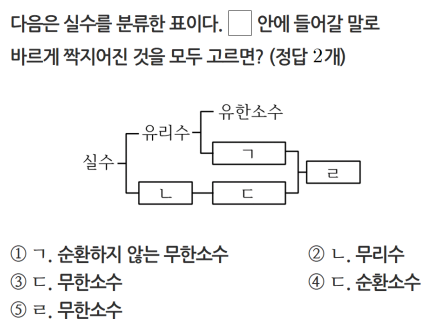 다음은 실수를 분류한 표이다. □ 안에 들어갈 말로
바르게 짝지어진 것을 모두 고르면? (정답 2개)
유한소수
유리수
ㄱ
실수
ㄹ
ㄴ
ㄷ
① ㄱ. 순환하지 않는 무한소수
② ㄴ. 무리수
③ ㄷ. 무한소수
④ ㄷ. 순환소수
⑤ ㄹ. 무한소수